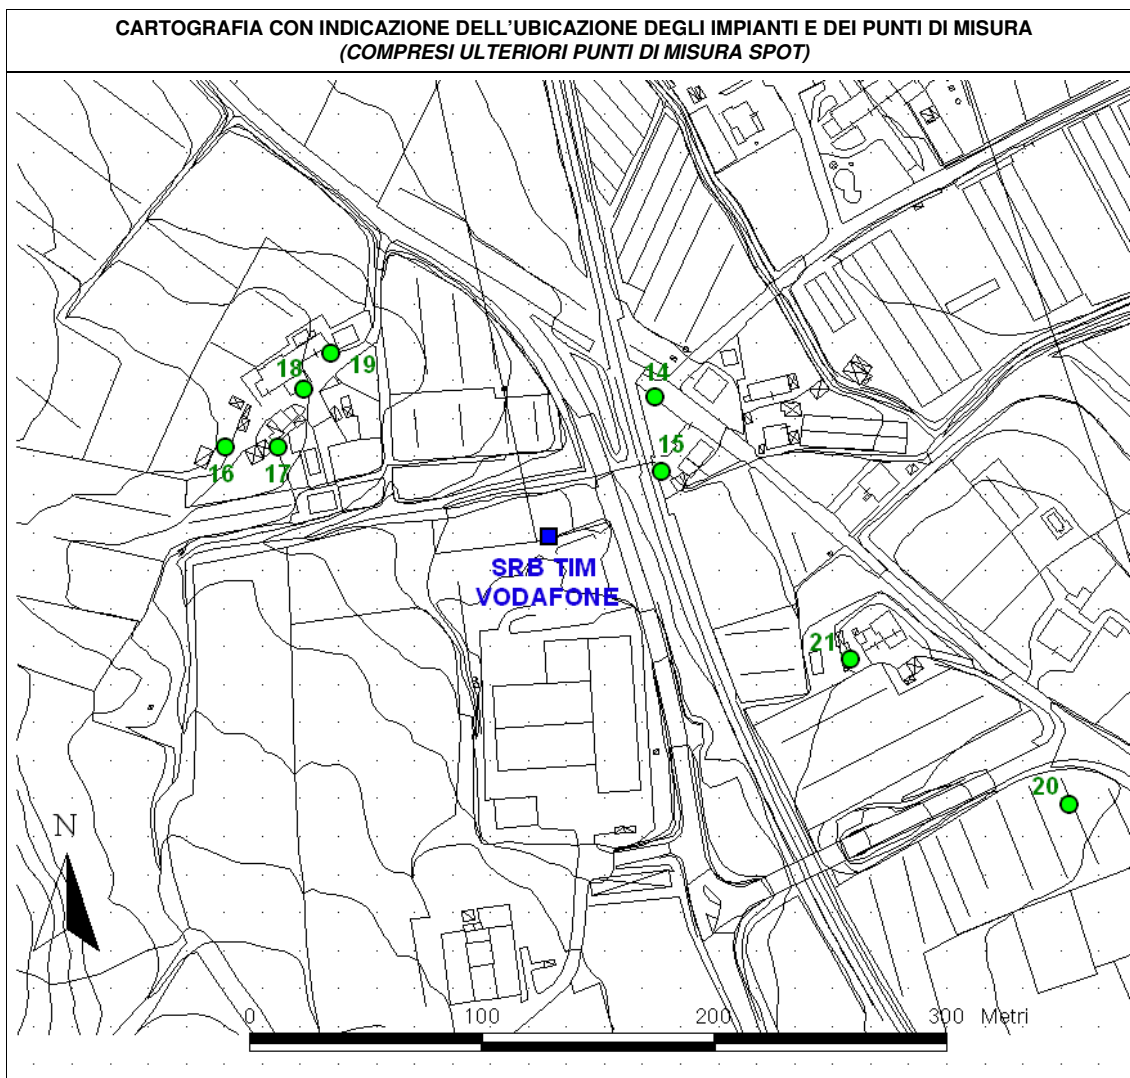 CARTOGRAFIA CON INDICAZIONE DELL'UBICAZIONE DEGLI IMPIANTI E DEI PUNTI DI MISURA
(COMPRESI ULTERIORI PUNTI DI MISURA SPOT)
18
19
14
16
17
15
SRB TIM
VODAFONE
21
20
N
0 100 200 300 Metri